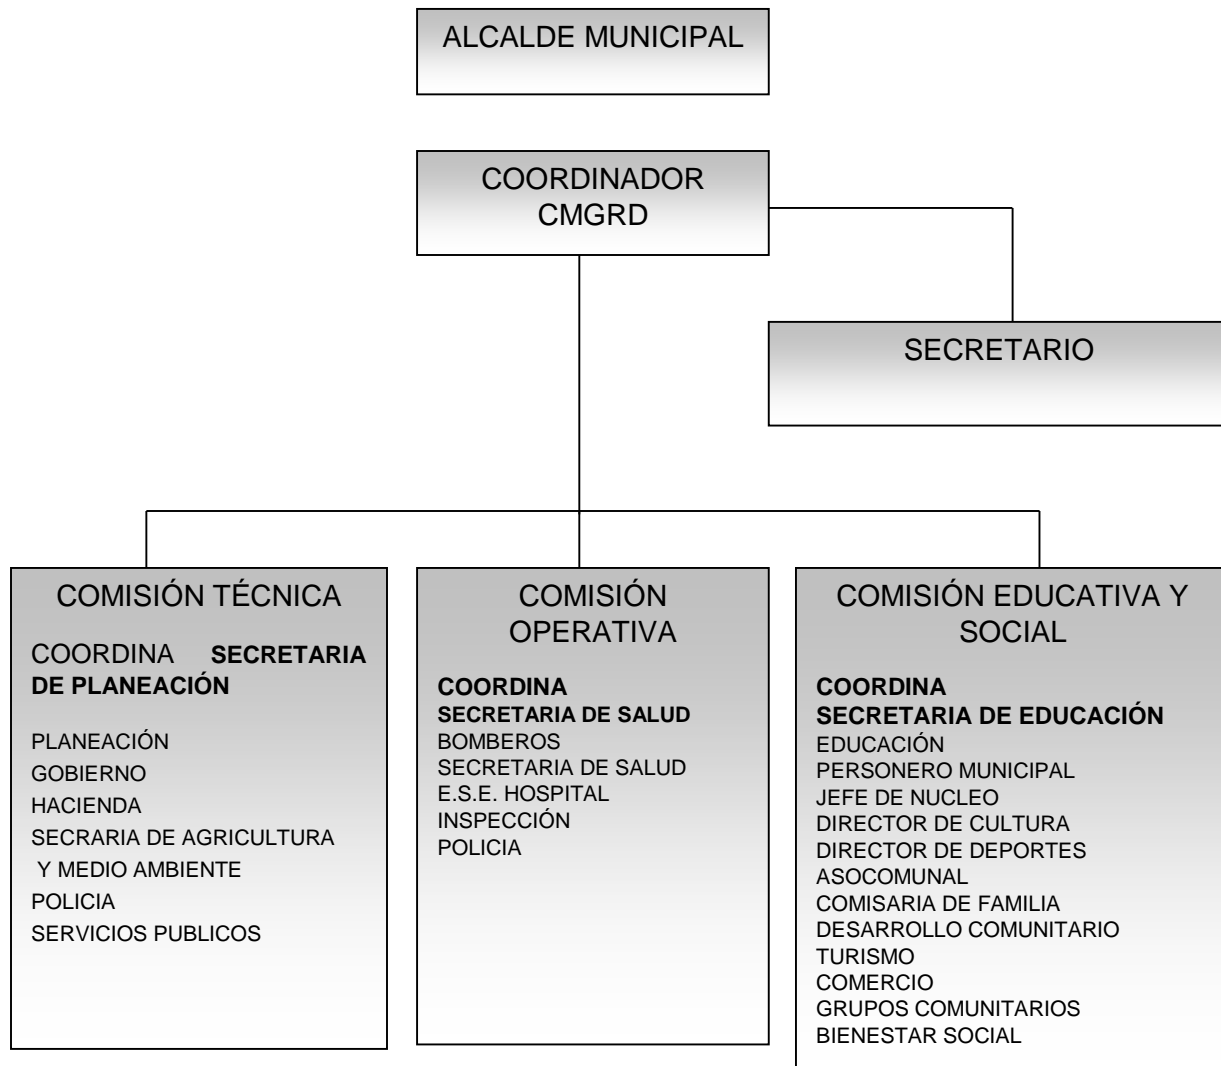 ALCALDE MUNICIPAL
COORDINADOR
CMGRD
SECRETARIO
COMISIÓN TÉCNICA
COORDINA SECRETARIA
DE PLANEACIÓN
PLANEACIÓN
GOBIERNO
HACIENDA
SECRARIA DE AGRICULTURA
Y MEDIO AMBIENTE
POLICIA
SERVICIOS PUBLICOS
COMISIÓN
OPERATIVA
COORDINA
SECRETARIA DE SALUD
BOMBEROS
SECRETARIA DE SALUD
E.S.E. HOSPITAL
INSPECCIÓN
POLICIA
COMISIÓN EDUCATIVA Y
SOCIAL
COORDINA
SECRETARIA DE EDUCACIÓN
EDUCACIÓN
PERSONERO MUNICIPAL
JEFE DE NUCLEO
DIRECTOR DE CULTURA
DIRECTOR DE DEPORTES
ASOCOMUNAL
COMISARIA DE FAMILIA
DESARROLLO COMUNITARIO
TURISMO
COMERCIO
GRUPOS COMUNITARIOS
BIENESTAR SOCIAL